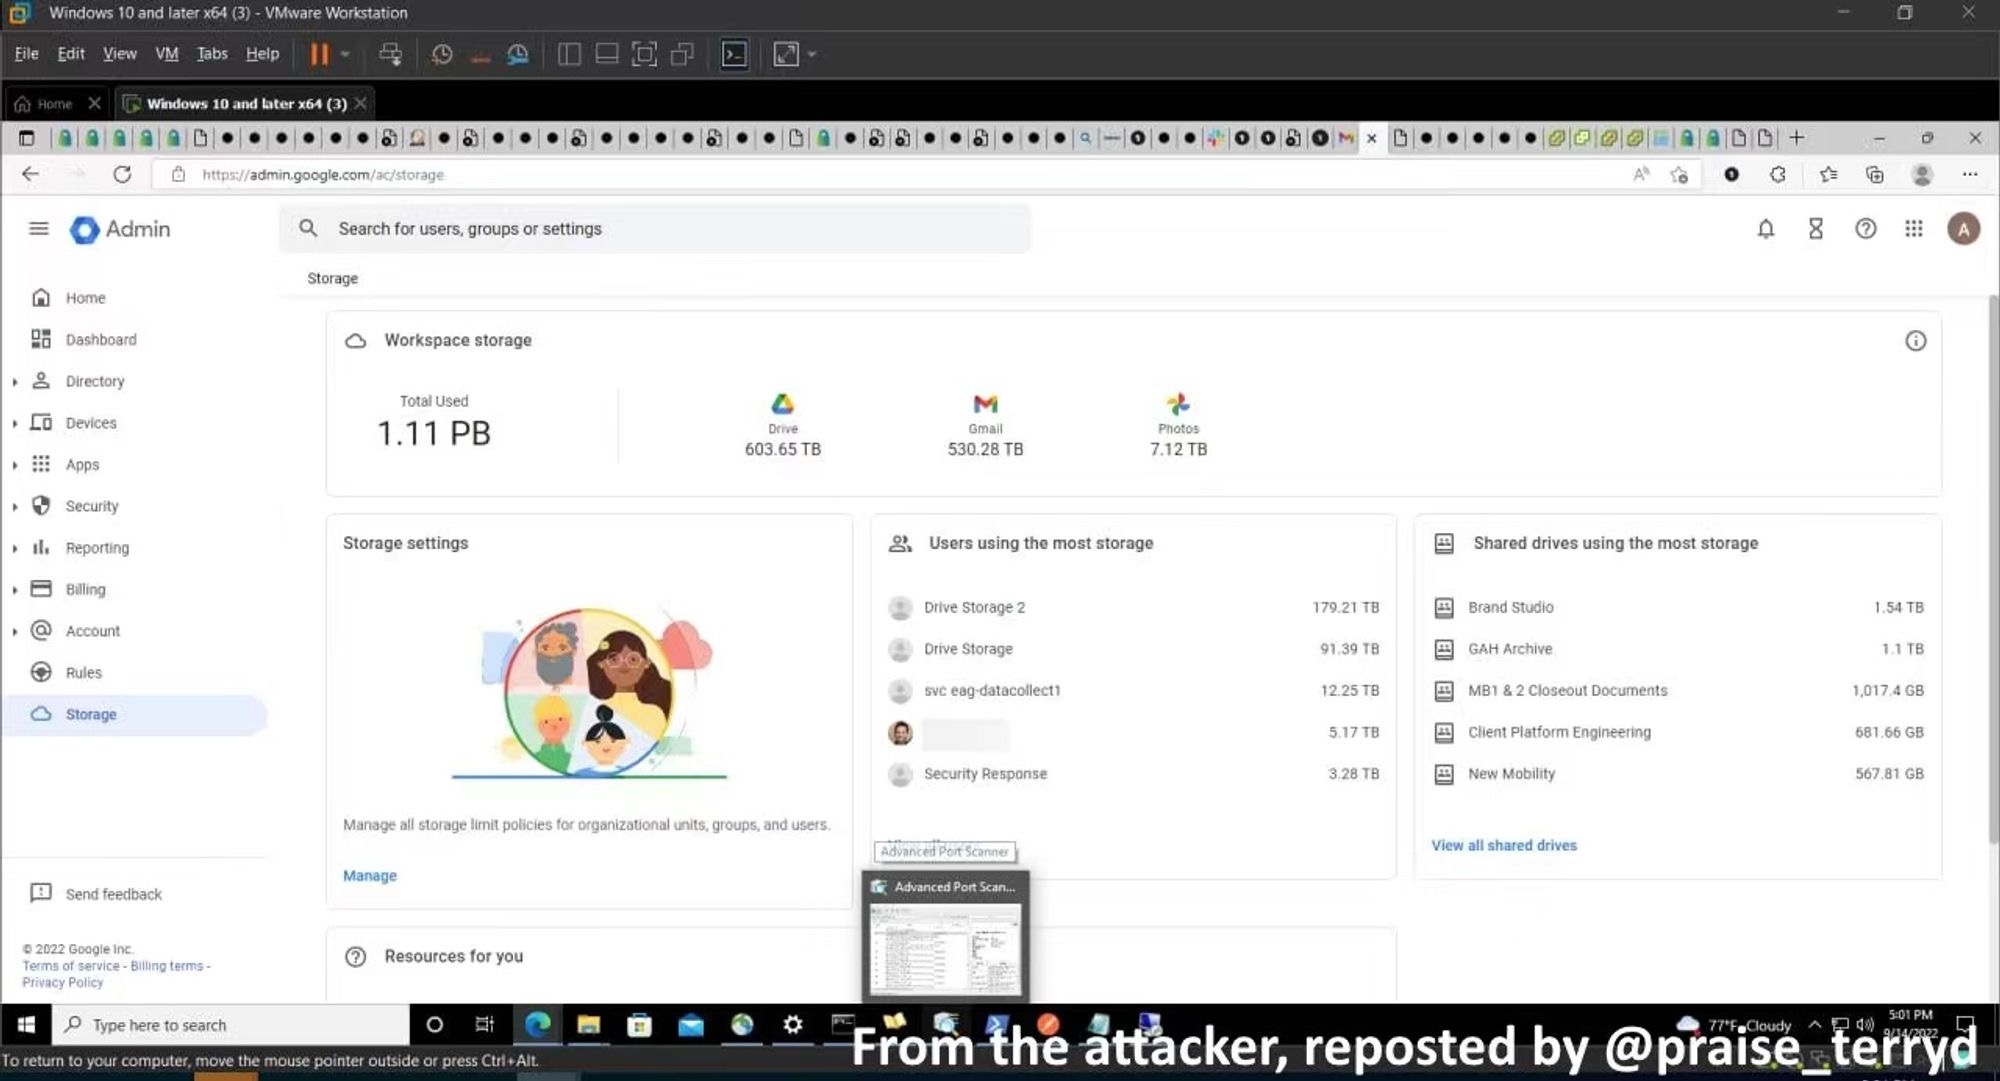 Windows 10 and later x64 (3) - VMware Workstation
File Edit View VM Tabs Help
Home Windows 10 and later x64 (3)
https://admin.google.com/ac/storage
Admin
Search for users, groups or settings
A
Storage
Home
Dashboard
Directory
Devices
Apps
Security
Reporting
Billing
Account
Rules
Storage
Send feedback
© 2022 Google Inc.
Terms of service - Billing terms -
Privacy Policy
Workspace storage
Total Used
1.11 PB
Drive
603.65 TB
Gmail
530.28 TB
Photos
7.12 TB
Storage settings
Manage all storage limit policies for organizational units, groups, and users.
Manage
Users using the most storage
Drive Storage 2 179.21 TB
Drive Storage 91.39 TB
svc eag-datacollect1 12.25 TB
5.17 TB
Security Response 3.28 TB
Shared drives using the most storage
Brand Studio 1.54 TB
GAH Archive 1.1 TB
MB1 & 2 Closeout Documents 1,017.4 GB
Client Platform Engineering 681.66 GB
New Mobility 567.81 GB
View all shared drives
Advanced Port Scanner
Advanced Port Scan...
Resources for you
Type here to search
77°F Cloudy
5:01 PM
9/14/2022
To return to your computer, move the mouse pointer outside or press Ctrl+Alt.
From the attacker, reposted by @praise_terryd